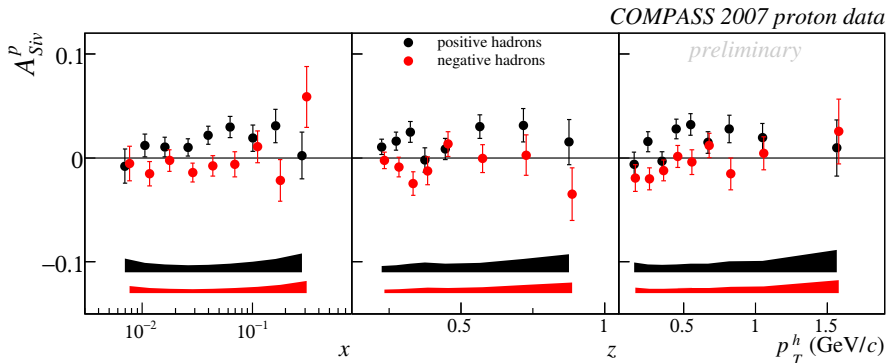 COMPASS 2007 proton data
A^p_Siv
positive hadrons
negative hadrons
preliminary
0.1
0
−0.1
10^−2 10^−1 0.5 1 0.5 1 1.5
x z p_T^h (GeV/c)